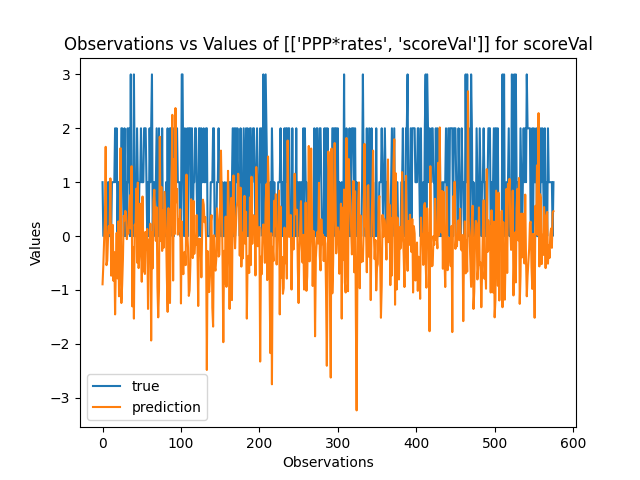 Observations vs Values of [['PPP*rates', 'scoreVal']] for scoreVal
3
2
1
0
−1
−2
−3
Values
true
prediction
0 100 200 300 400 500 600
Observations